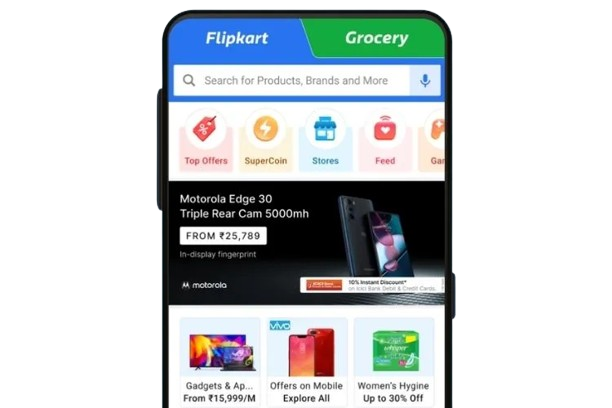 Flipkart
Grocery
Search for Products, Brands and More
Top Offers
SuperCoin
Stores
Feed
Gar
Motorola Edge 30
Triple Rear Cam 5000mh
FROM ₹25,789
In-display fingerprint
motorola
10% Instant Discount*
on ICICI Bank Debit & Credit Cards,
vivo
whisper
Gadgets & Ap...
From ₹15,999/M
Offers on Mobile
Explore All
Women's Hygine
Up to 30% Off